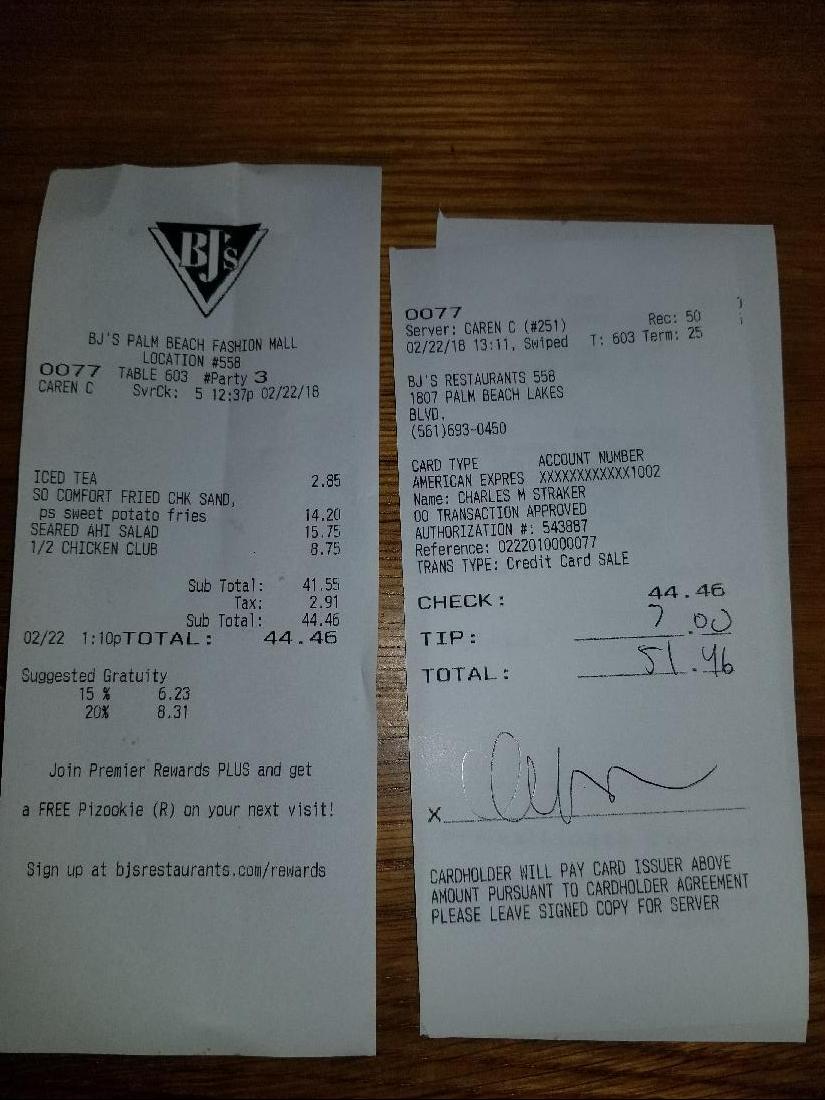 BJ's
BJ'S PALM BEACH FASHION MALL
LOCATION #558
0077 TABLE 603 #Party 3
CAREN C SvrCk: 5 12:37p 02/22/18
ICED TEA 2.85
SO COMFORT FRIED CHK SAND,
ps sweet potato fries 14.20
SEARED AHI SALAD 15.75
1/2 CHICKEN CLUB 8.75
Sub Total: 41.55
Tax: 2.91
Sub Total: 44.46
02/22 1:10pTOTAL: 44.46
Suggested Gratuity
15 % 6.23
20% 8.31
Join Premier Rewards PLUS and get
a FREE Pizookie (R) on your next visit!
Sign up at bjsrestaurants.com/rewards
0077
Server: CAREN C (#251) Rec: 50
02/22/18 13:11, Swiped T: 603 Term: 25
BJ'S RESTAURANTS 558
1807 PALM BEACH LAKES
BLVD.
(561)693-0450
CARD TYPE ACCOUNT NUMBER
AMERICAN EXPRES XXXXXXXXXXX1002
Name: CHARLES M STRAKER
00 TRANSACTION APPROVED
AUTHORIZATION #: 543887
Reference: 0222010000077
TRANS TYPE: Credit Card SALE
CHECK: 44.46
TIP: 7.00
TOTAL: 51.46
X
CARDHOLDER WILL PAY CARD ISSUER ABOVE
AMOUNT PURSUANT TO CARDHOLDER AGREEMENT
PLEASE LEAVE SIGNED COPY FOR SERVER